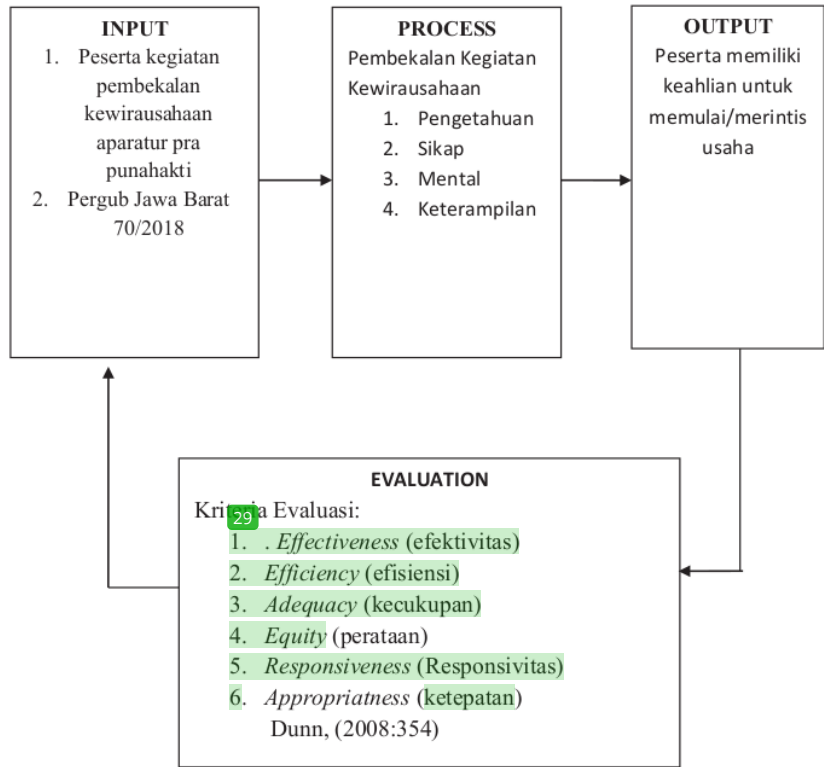 INPUT
1. Peserta kegiatan
pembekalan
kewirausahaan
aparatur pra
punahakti
2. Pergub Jawa Barat
70/2018
PROCESS
Pembekalan Kegiatan
Kewirausahaan
1. Pengetahuan
2. Sikap
3. Mental
4. Keterampilan
OUTPUT
Peserta memiliki
keahlian untuk
memulai/merintis
usaha
EVALUATION
Kriteria Evaluasi:
29
1. . Effectiveness (efektivitas)
2. Efficiency (efisiensi)
3. Adequacy (kecukupan)
4. Equity (perataan)
5. Responsiveness (Responsivitas)
6. Appropriatness (ketepatan)
Dunn, (2008:354)